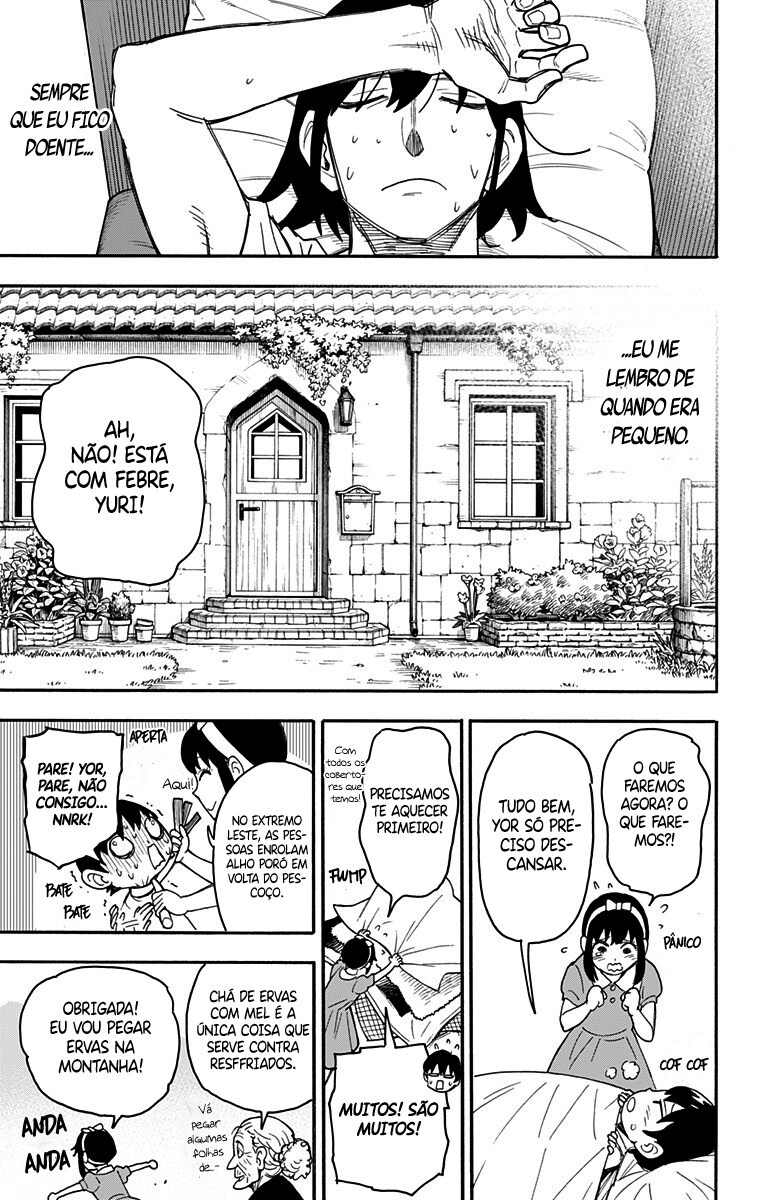 SEMPRE
QUE EU FICO
DOENTE...
...EU ME
LEMBRO DE
QUANDO ERA
PEQUENO.
AH,
NÃO! ESTÁ
COM FEBRE,
YURI!
O QUE
FAREMOS
AGORA? O
QUE FARE-
MOS?!
PÂNICO
TUDO BEM,
YOR SÓ PRE-
CISO DES-
CANSAR.
COF COF
PRECISAMOS
TE AQUECER
PRIMEIRO!
Com
todos os
coberto
res que
temos!
FWMP
MUITOS! SÃO
MUITOS!
APERTA
Aqui!
NO EXTREMO
LESTE, AS PES-
SOAS ENROLAM
ALHO PORÓ EM
VOLTA DO PES-
COÇO.
PARE! YOR,
PARE, NÃO
CONSIGO...
NNRK!
BATE
BATE
CHÁ DE ERVAS
COM MEL É A
ÚNICA COISA QUE
SERVE CONTRA
RESFFRIADOS.
Vá
pegar
algumas
folhas
de--
OBRIGADA!
EU VOU PEGAR
ERVAS NA
MONTANHA!
ANDA
ANDA